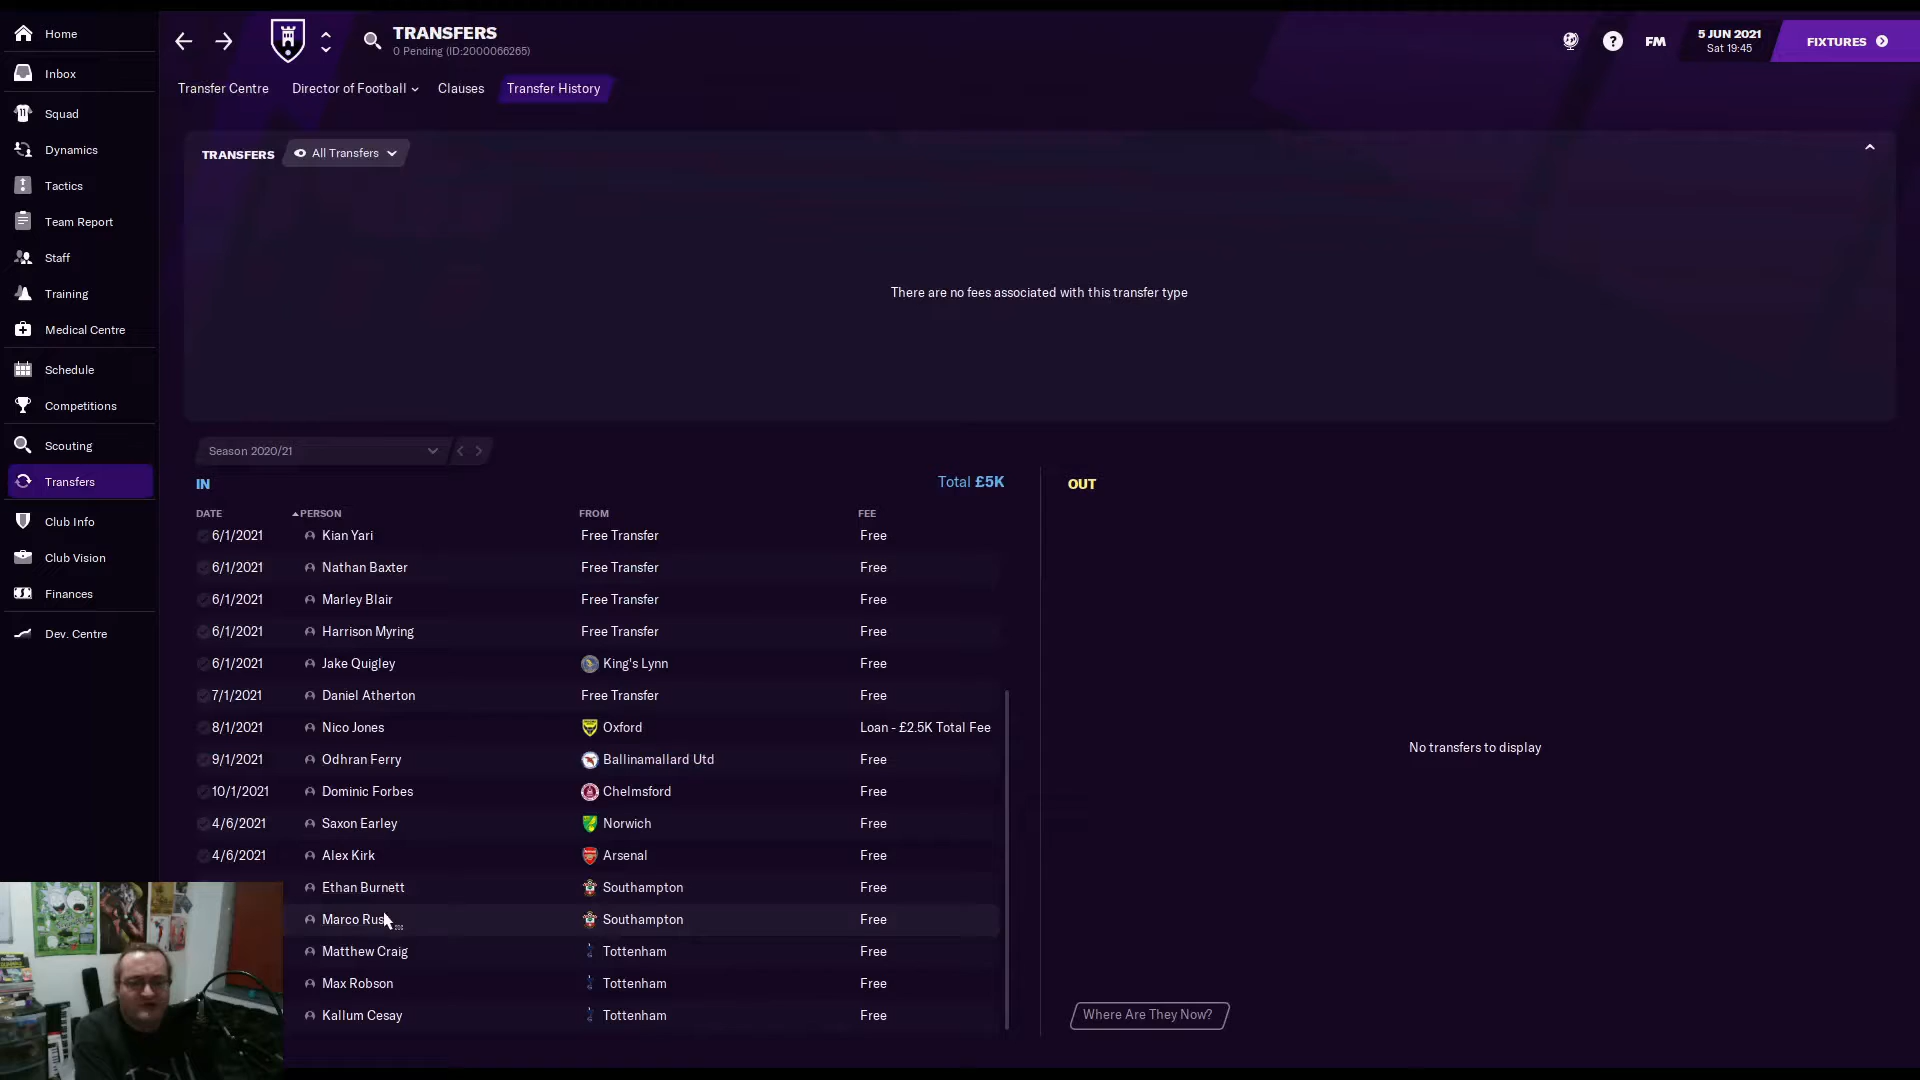 Home
Inbox
Squad
Dynamics
Tactics
Team Report
Staff
Training
Medical Centre
Schedule
Competitions
Scouting
Transfers
Club Info
Club Vision
Finances
Dev. Centre
TRANSFERS
0 Pending (ID:2000066265)
FM
5 JUN 2021
Sat 19:45
FIXTURES
Transfer Centre Director of Football Clauses Transfer History
TRANSFERS All Transfers
There are no fees associated with this transfer type
Season 2020/21
IN Total £5K
DATE PERSON FROM FEE
6/1/2021 Kian Yari Free Transfer Free
6/1/2021 Nathan Baxter Free Transfer Free
6/1/2021 Marley Blair Free Transfer Free
6/1/2021 Harrison Myring Free Transfer Free
6/1/2021 Jake Quigley King's Lynn Free
7/1/2021 Daniel Atherton Free Transfer Free
8/1/2021 Nico Jones Oxford Loan - £2.5K Total Fee
9/1/2021 Odhran Ferry Ballinamallard Utd Free
10/1/2021 Dominic Forbes Chelmsford Free
4/6/2021 Saxon Earley Norwich Free
4/6/2021 Alex Kirk Arsenal Free
Ethan Burnett Southampton Free
Marco Rus Southampton Free
Matthew Craig Tottenham Free
Max Robson Tottenham Free
Kallum Cesay Tottenham Free
OUT
No transfers to display
Where Are They Now?